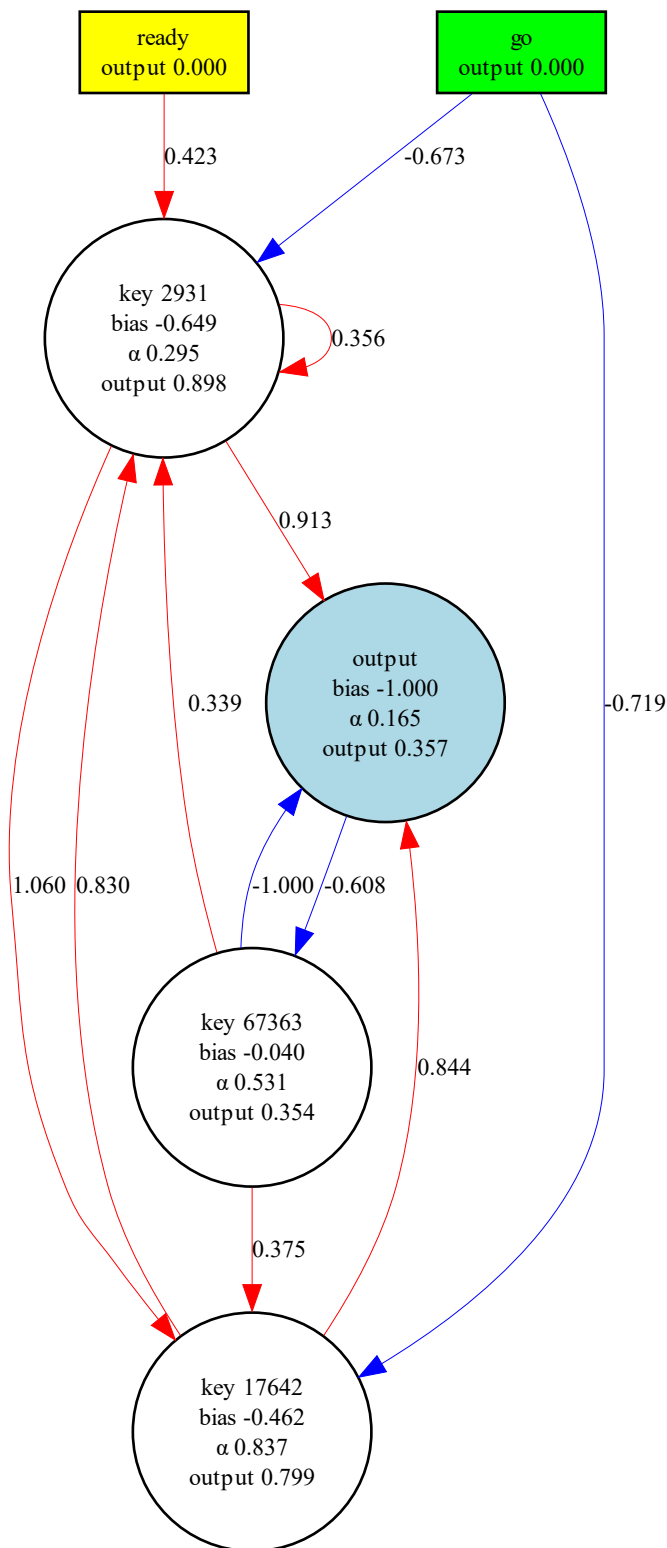 ready
output 0.000
go
output 0.000
0.423
-0.673
key 2931
bias -0.649
α 0.295
output 0.898
0.356
0.913
output
bias -1.000
α 0.165
output 0.357
0.339
-0.719
1.060
0.830
-1.000
-0.608
key 67363
bias -0.040
α 0.531
output 0.354
0.844
0.375
key 17642
bias -0.462
α 0.837
output 0.799